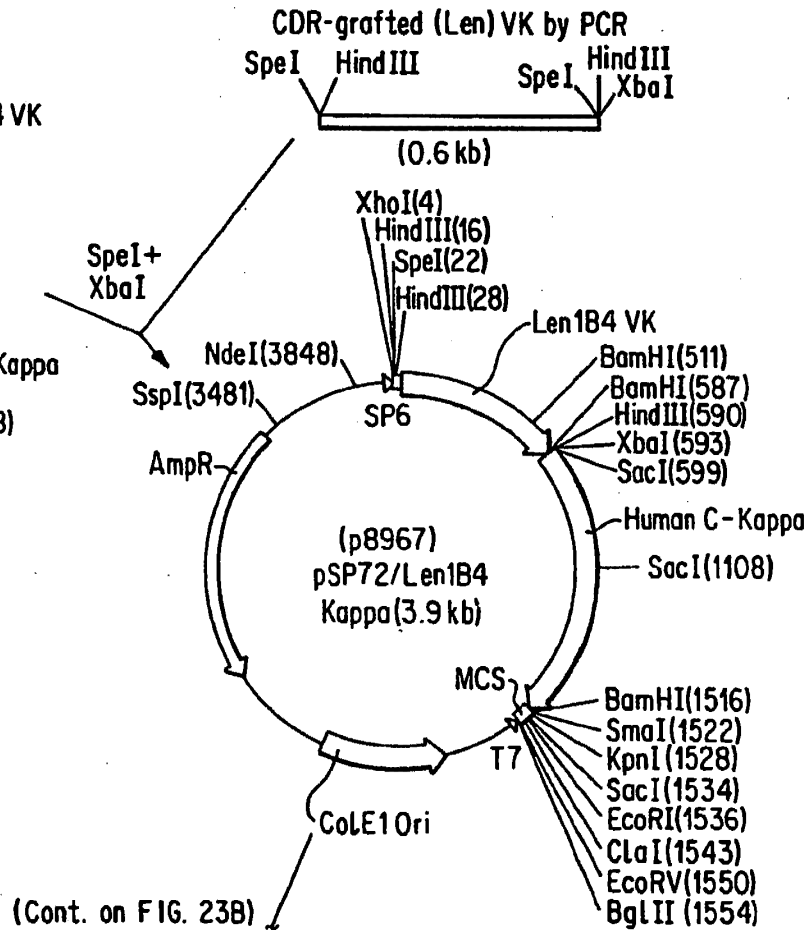 CDR-grafted (Len) VK by PCR
SpeI
HindIII
SpeI
HindIII
XbaI
4 VK
(0.6 kb)
SpeI+
XbaI
Kappa
3)
XhoI(4)
HindIII(16)
SpeI(22)
HindIII(28)
Len1B4 VK
NdeI(3848)
SspI(3481)
SP6
BamHI(511)
BamHI(587)
HindIII(590)
XbaI(593)
SacI(599)
AmpR
Human C-Kappa
(p8967)
pSP72/Len1B4
Kappa(3.9 kb)
SacI(1108)
MCS
T7
BamHI(1516)
SmaI(1522)
KpnI(1528)
SacI(1534)
EcoRI(1536)
ClaI(1543)
EcoRV(1550)
BglII (1554)
ColE1 Ori
(Cont. on FIG. 23B)